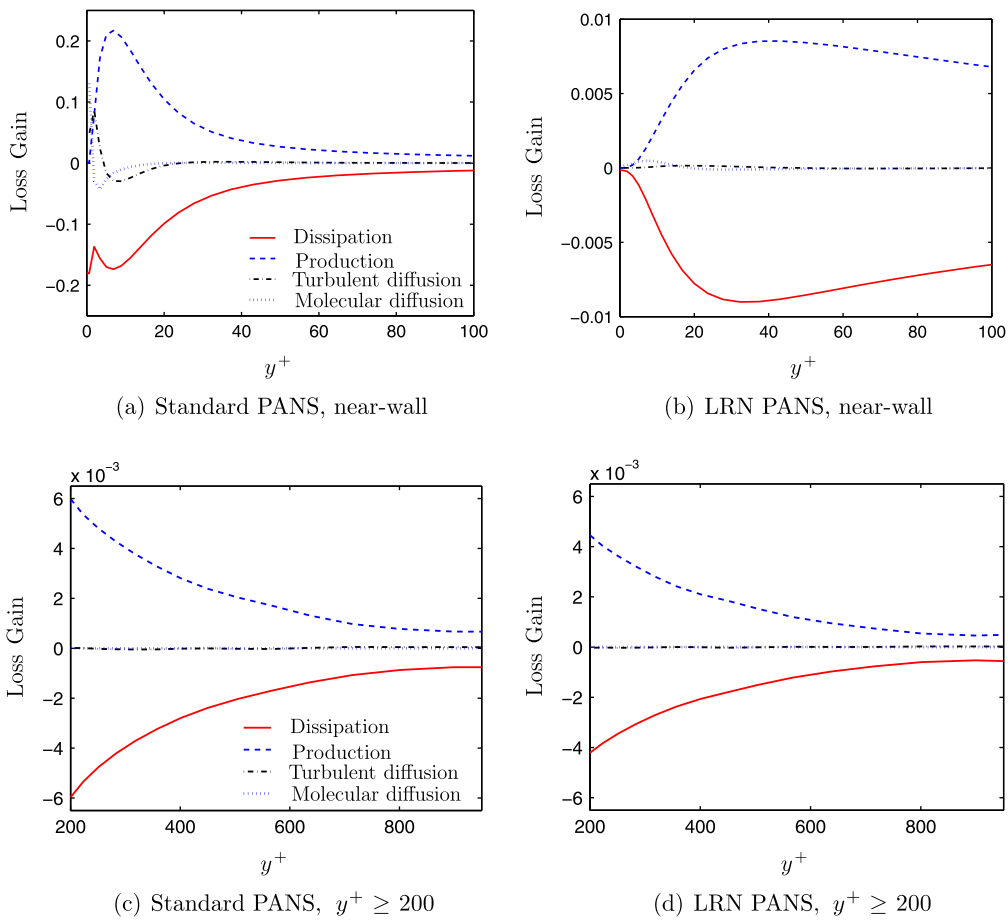 0.2
0.1
0
−0.1
−0.2
Loss Gain
Dissipation
Production
Turbulent diffusion
Molecular diffusion
0 20 40 60 80 100
y+
(a) Standard PANS, near-wall
0.01
0.005
0
−0.005
−0.01
Loss Gain
0 20 40 60 80 100
y+
(b) LRN PANS, near-wall
x 10−3
6
4
2
0
−2
−4
−6
Loss Gain
Dissipation
Production
Turbulent diffusion
Molecular diffusion
200 400 600 800
y+
(c) Standard PANS, y+ ≥ 200
x 10−3
6
4
2
0
−2
−4
−6
Loss Gain
200 400 600 800
y+
(d) LRN PANS, y+ ≥ 200